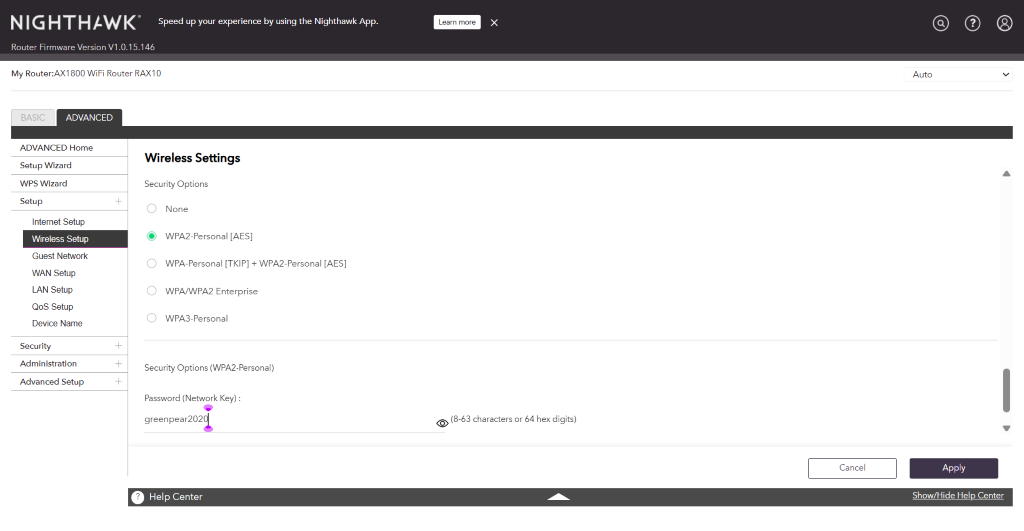 NIGHTHAWK®
Speed up your experience by using the Nighthawk App.
Learn more
Router Firmware Version V1.0.15.146
My Router:AX1800 WiFi Router RAX10
Auto
BASIC
ADVANCED
ADVANCED Home
Setup Wizard
WPS Wizard
Setup
Internet Setup
Wireless Setup
Guest Network
WAN Setup
LAN Setup
QoS Setup
Device Name
Security
Administration
Advanced Setup
Wireless Settings
Security Options
None
WPA2-Personal [AES]
WPA-Personal [TKIP] + WPA2-Personal [AES]
WPA/WPA2 Enterprise
WPA3-Personal
Security Options (WPA2-Personal)
Password (Network Key) :
greenpear2020
(8-63 characters or 64 hex digits)
Cancel
Apply
? Help Center
Show/Hide Help Center